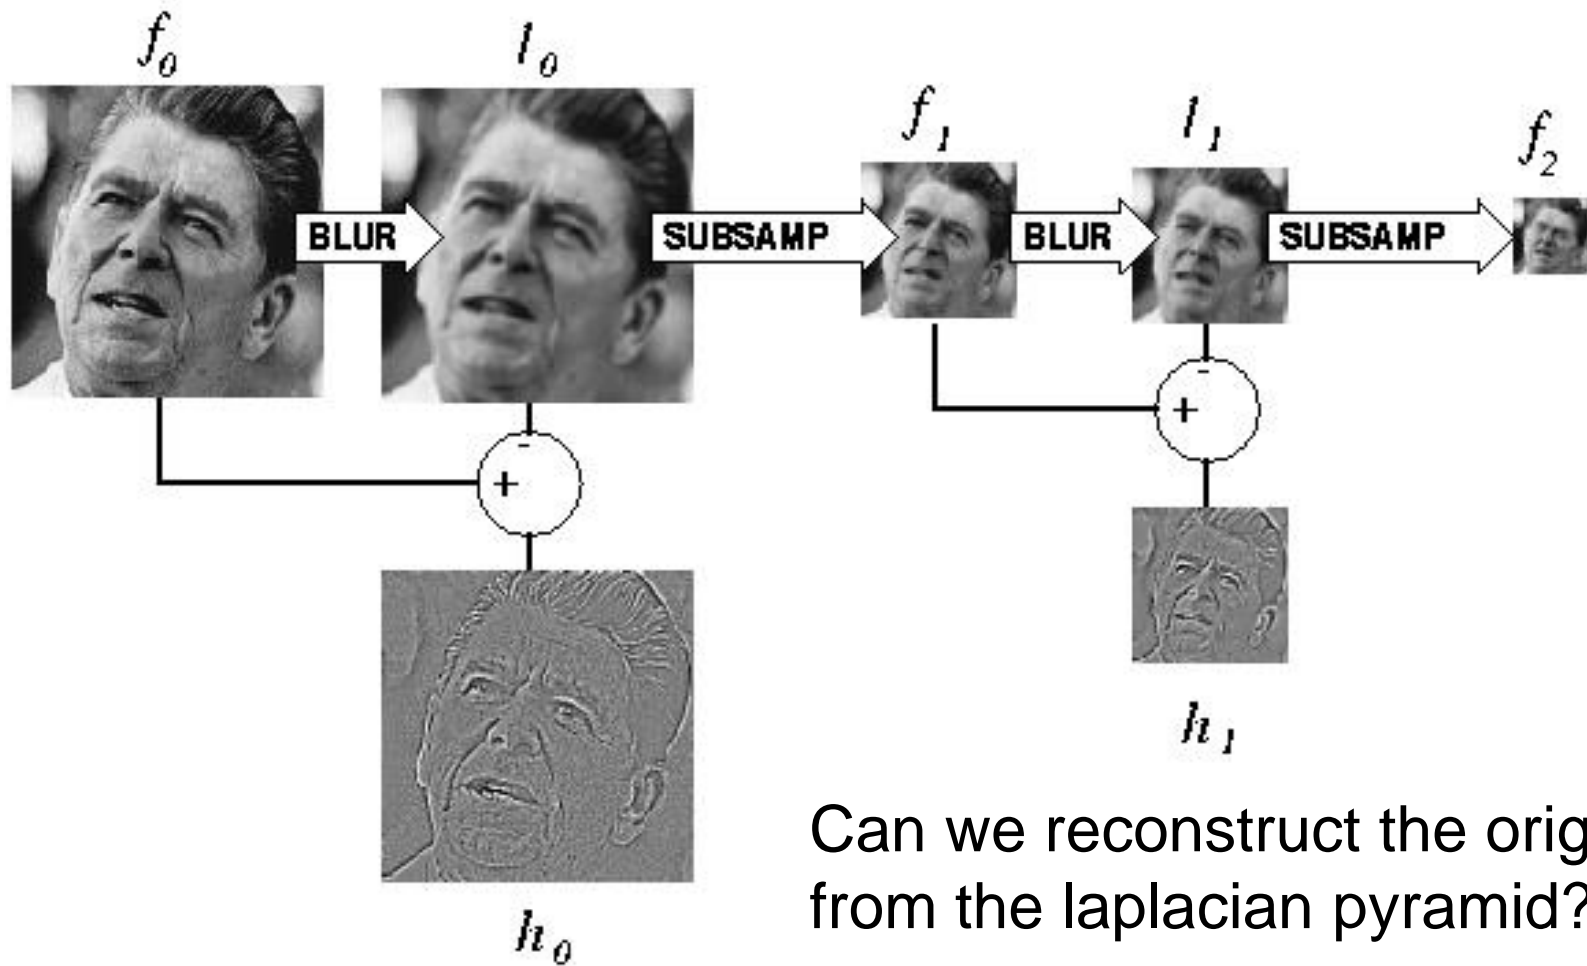 f0
l0
f1
l1
f2
BLUR
SUBSAMP
BLUR
SUBSAMP
-
+
-
+
h1
h0
Can we reconstruct the orig
from the laplacian pyramid?